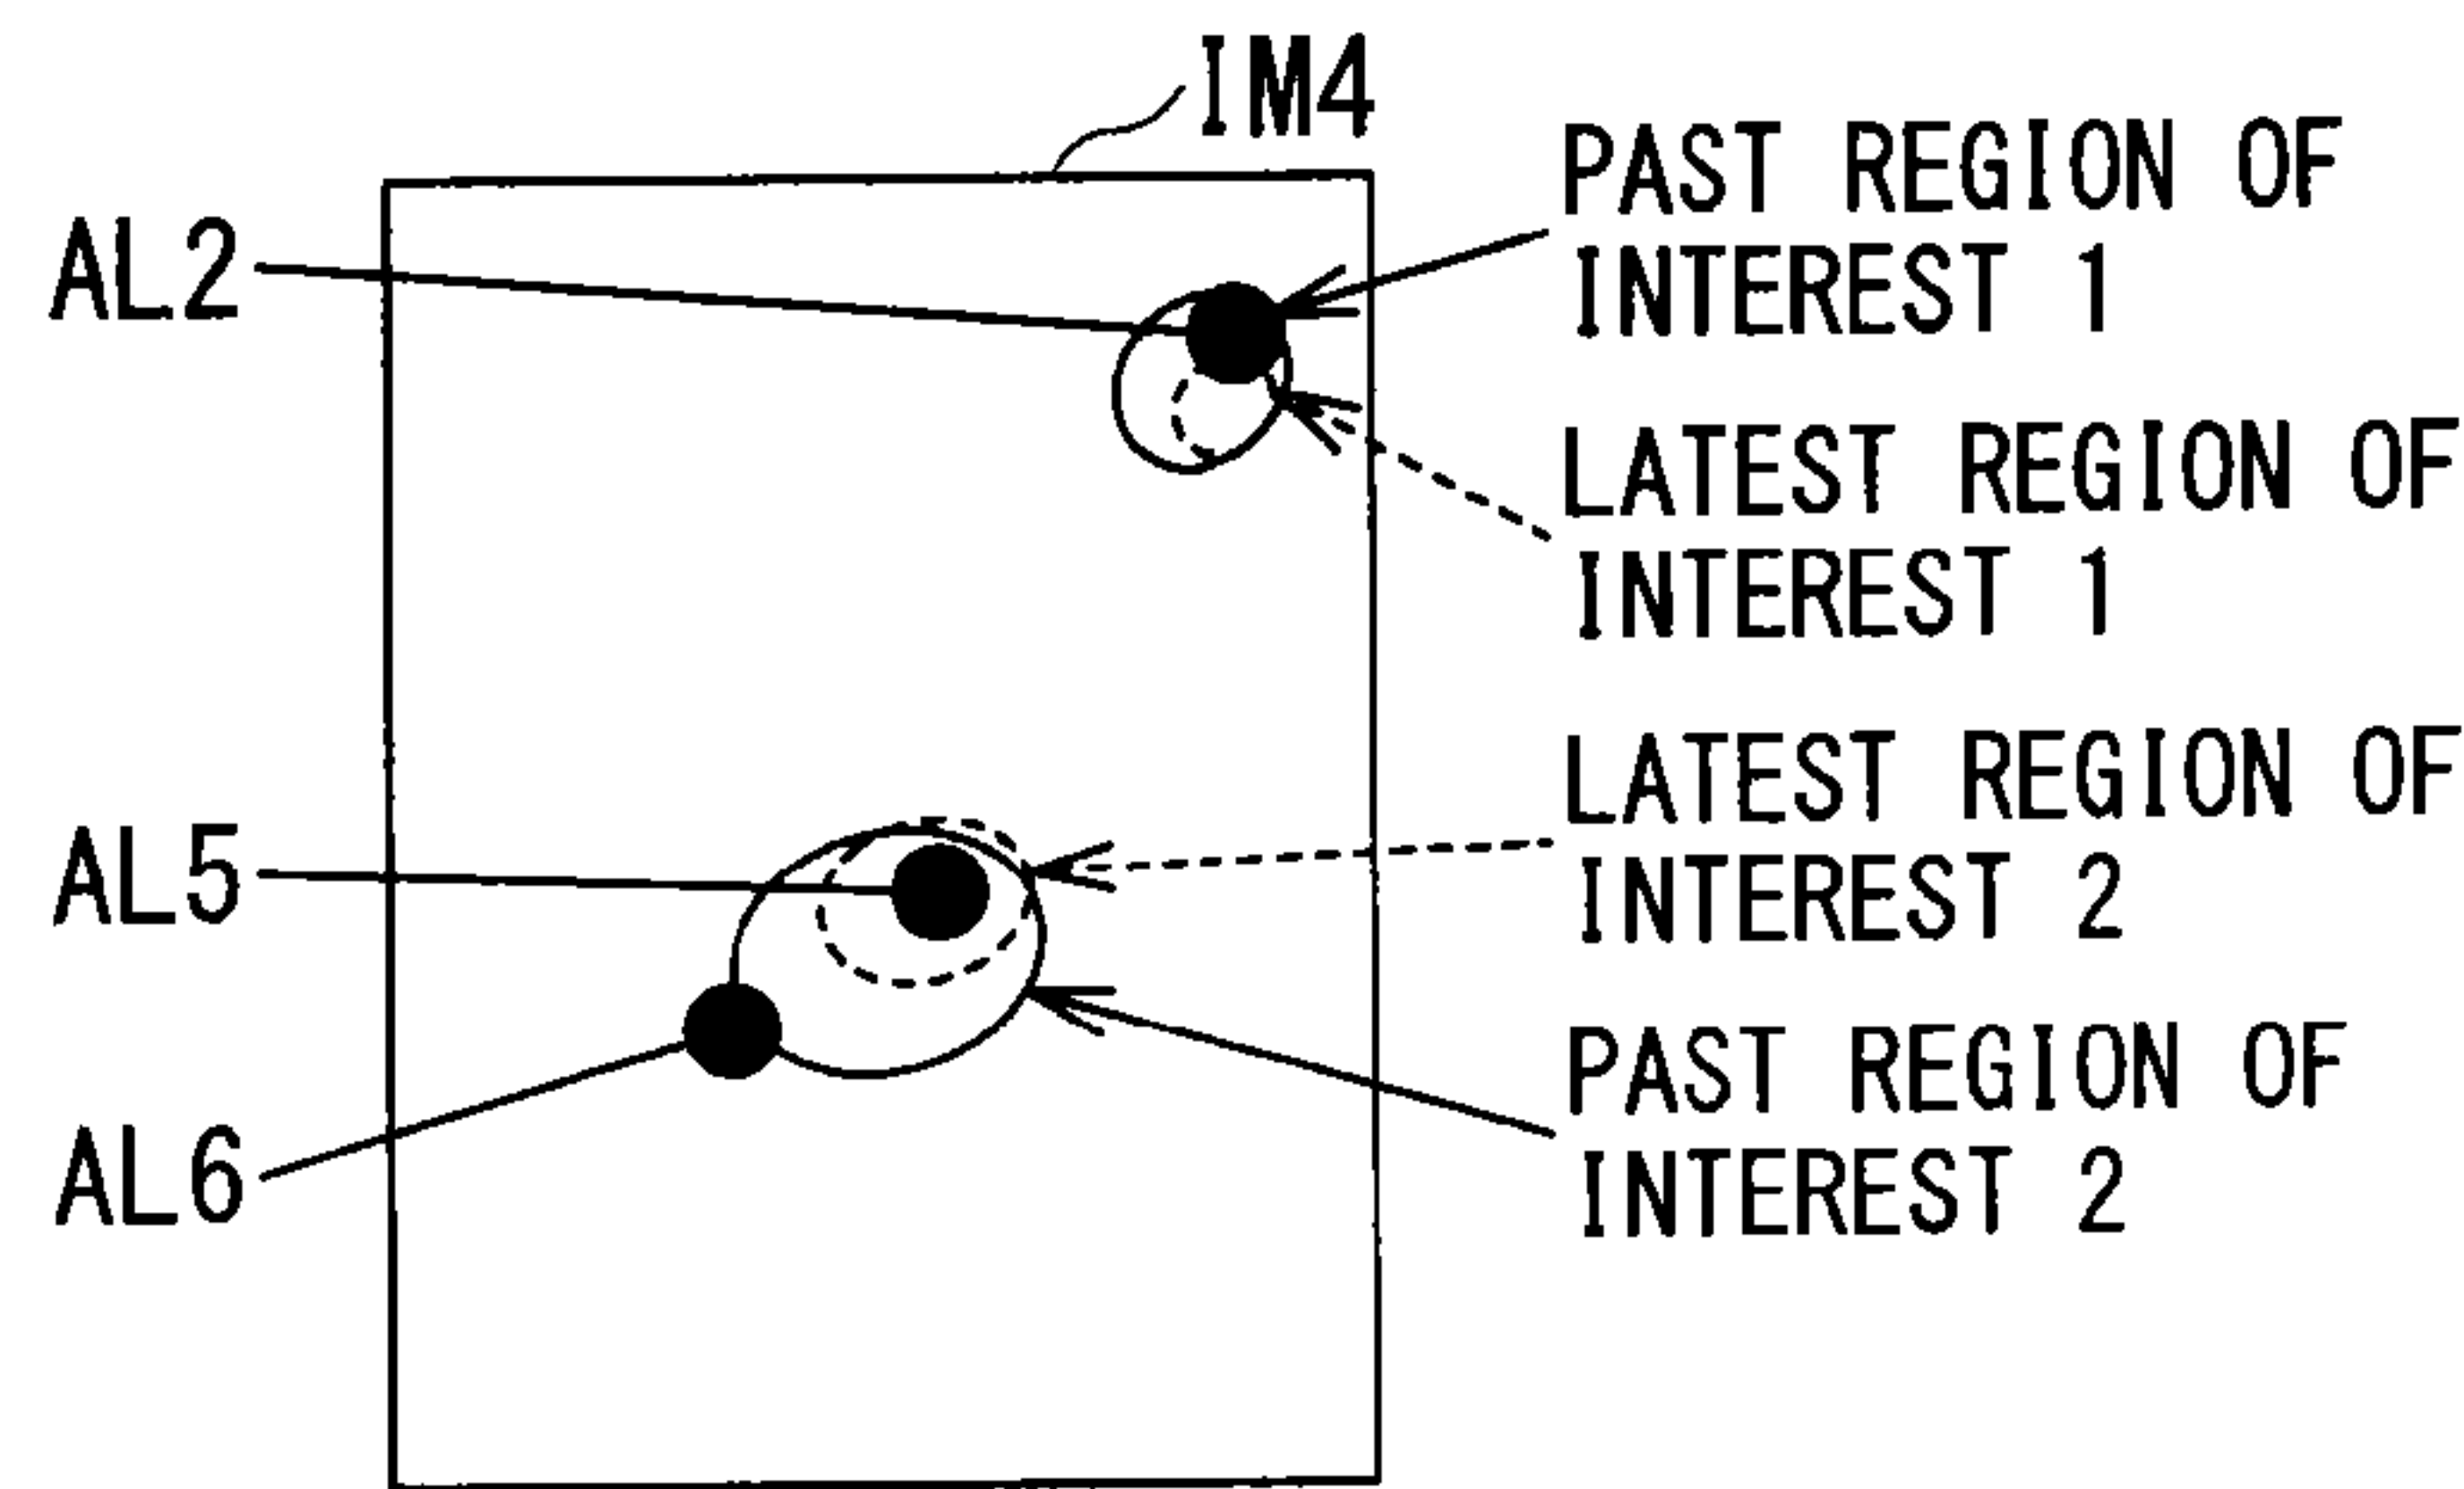 IM4
AL2
PAST REGION OF
INTEREST 1
LATEST REGION OF
INTEREST 1
AL5
LATEST REGION OF
INTEREST 2
AL6
PAST REGION OF
INTEREST 2